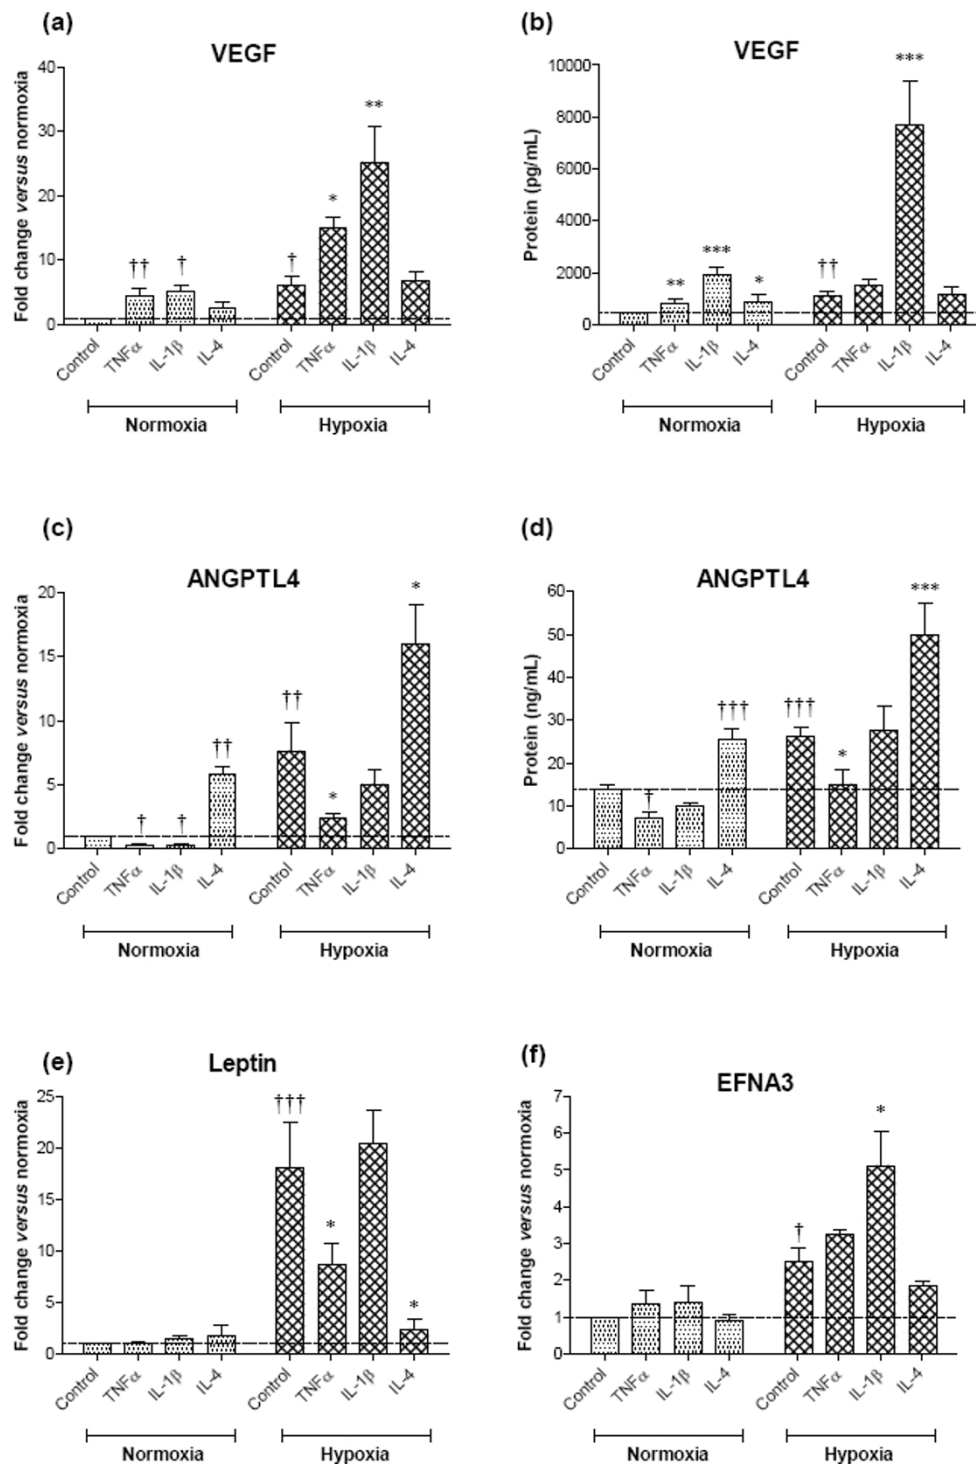 (a)
VEGF
Fold change versus normoxia
40
30
20
10
0
††
†
†
*
**
Control
TNFα
IL-1β
IL-4
Control
TNFα
IL-1β
IL-4
Normoxia
Hypoxia
(b)
VEGF
Protein (pg/mL)
10000
8000
6000
4000
2000
0
**
***
*
††
***
Control
TNFα
IL-1β
IL-4
Control
TNFα
IL-1β
IL-4
Normoxia
Hypoxia
(c)
ANGPTL4
Fold change versus normoxia
20
15
10
5
0
†
†
††
††
*
*
Control
TNFα
IL-1β
IL-4
Control
TNFα
IL-1β
IL-4
Normoxia
Hypoxia
(d)
ANGPTL4
Protein (ng/mL)
60
50
40
30
20
10
0
†
†††
†††
*
***
Control
TNFα
IL-1β
IL-4
Control
TNFα
IL-1β
IL-4
Normoxia
Hypoxia
(e)
Leptin
Fold change versus normoxia
25
20
15
10
5
0
†††
*
*
Control
TNFα
IL-1β
IL-4
Control
TNFα
IL-1β
IL-4
Normoxia
Hypoxia
(f)
EFNA3
Fold change versus normoxia
7
6
5
4
3
2
1
0
†
*
Control
TNFα
IL-1β
IL-4
Control
TNFα
IL-1β
IL-4
Normoxia
Hypoxia